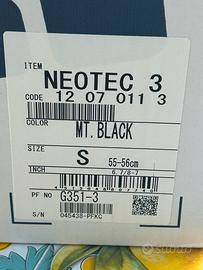 ITEM
NEOTEC 3
CODE 12 07 011 3
COLOR
MT.BLACK
SIZE
S 55-56cm
INCH 6.7/8-7
PF NO G351-3
S/N 045438-PFKC